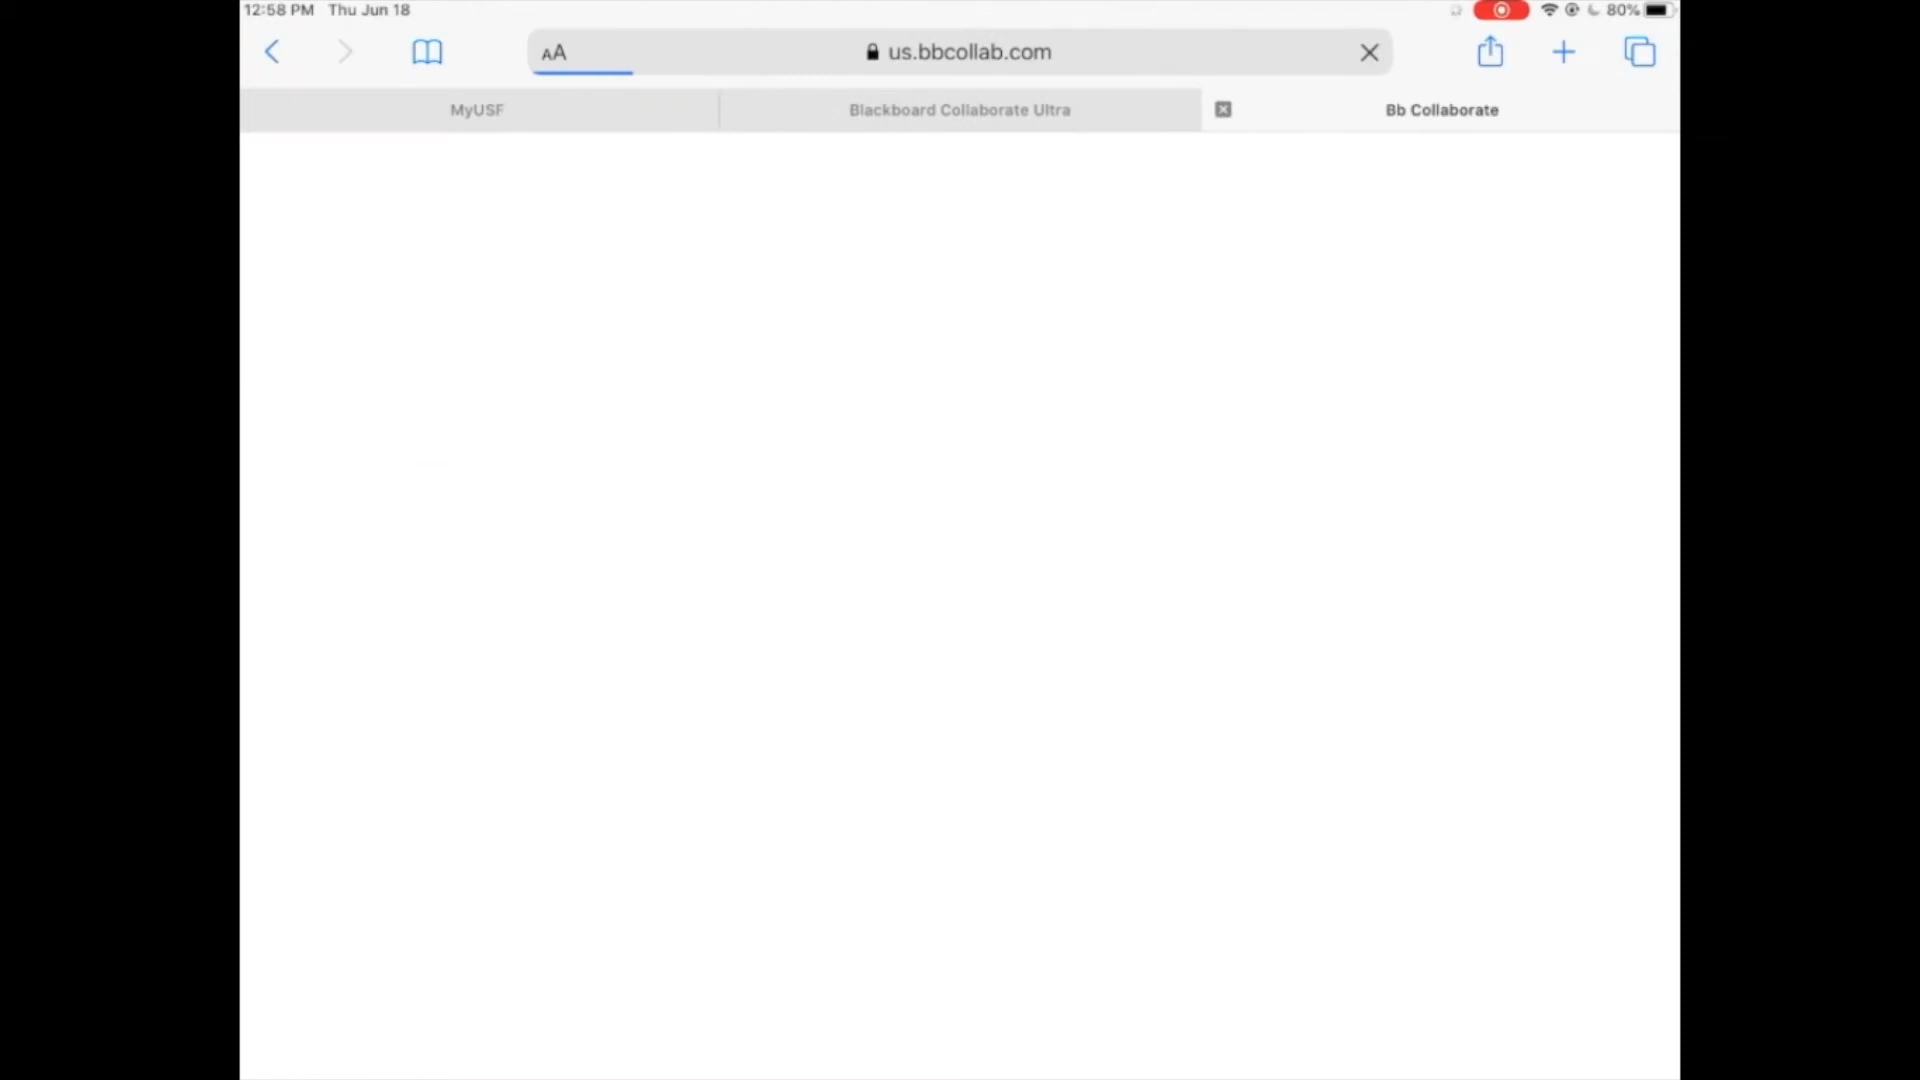 12:58 PM Thu Jun 18
80%
AA
us.bbcollab.com
MyUSF
Blackboard Collaborate Ultra
Bb Collaborate